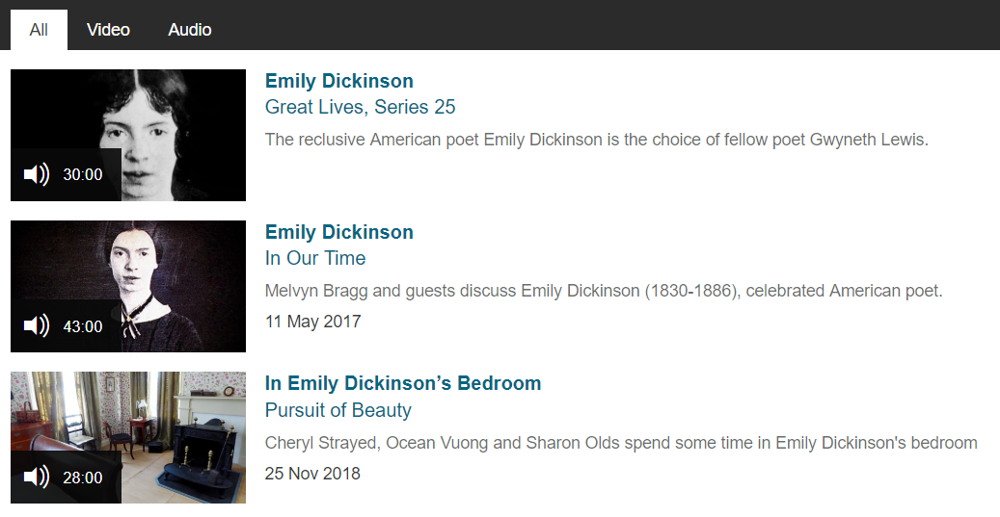 All Video Audio
Emily Dickinson
Great Lives, Series 25
The reclusive American poet Emily Dickinson is the choice of fellow poet Gwyneth Lewis.
30:00
Emily Dickinson
In Our Time
Melvyn Bragg and guests discuss Emily Dickinson (1830-1886), celebrated American poet.
11 May 2017
43:00
In Emily Dickinson’s Bedroom
Pursuit of Beauty
Cheryl Strayed, Ocean Vuong and Sharon Olds spend some time in Emily Dickinson's bedroom
25 Nov 2018
28:00